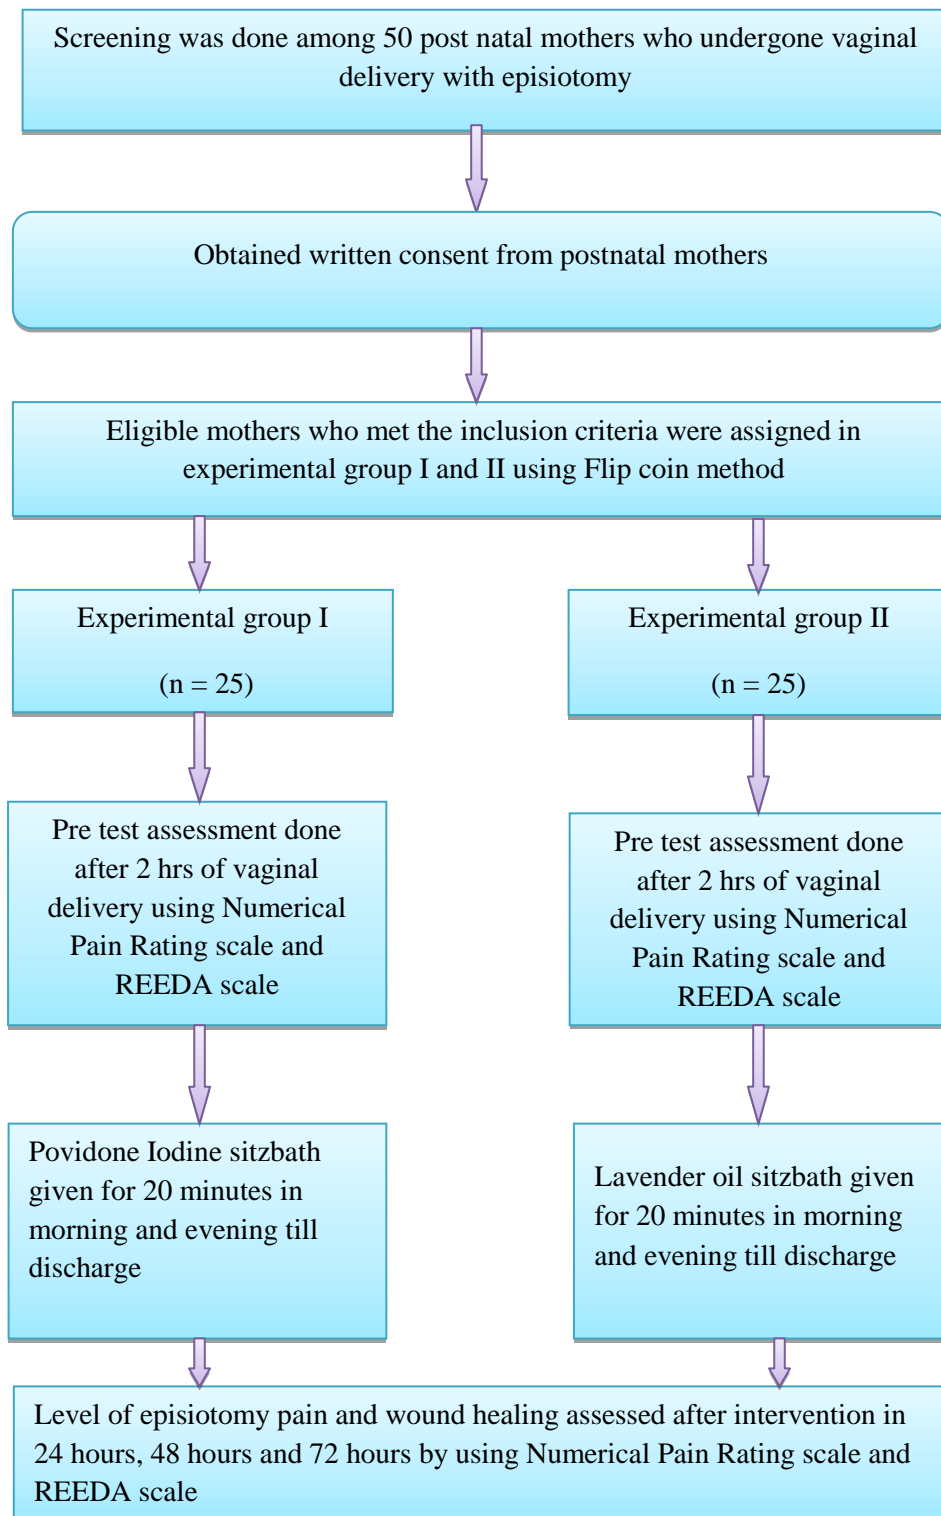 Screening was done among 50 post natal mothers who undergone vaginal
delivery with episiotomy
Obtained written consent from postnatal mothers
Eligible mothers who met the inclusion criteria were assigned in
experimental group I and II using Flip coin method
Experimental group I
(n = 25)
Experimental group II
(n = 25)
Pre test assessment done
after 2 hrs of vaginal
delivery using Numerical
Pain Rating scale and
REEDA scale
Pre test assessment done
after 2 hrs of vaginal
delivery using Numerical
Pain Rating scale and
REEDA scale
Povidone Iodine sitzbath
given for 20 minutes in
morning and evening till
discharge
Lavender oil sitzbath given
for 20 minutes in morning
and evening till discharge
Level of episiotomy pain and wound healing assessed after intervention in
24 hours, 48 hours and 72 hours by using Numerical Pain Rating scale and
REEDA scale